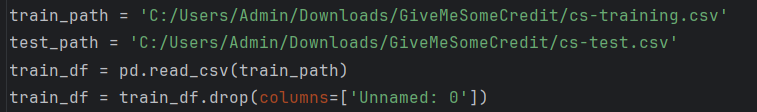 train_path = 'C:/Users/Admin/Downloads/GiveMeSomeCredit/cs-training.csv'
test_path = 'C:/Users/Admin/Downloads/GiveMeSomeCredit/cs-test.csv'
train_df = pd.read_csv(train_path)
train_df = train_df.drop(columns=['Unnamed: 0'])